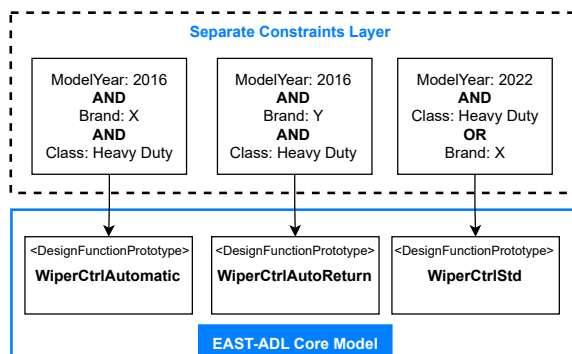 Separate Constraints Layer
ModelYear: 2016
AND
Brand: X
AND
Class: Heavy Duty
ModelYear: 2016
AND
Brand: Y
AND
Class: Heavy Duty
ModelYear: 2022
AND
Class: Heavy Duty
OR
Brand: X
<DesignFunctionPrototype>
WiperCtrlAutomatic
<DesignFunctionPrototype>
WiperCtrlAutoReturn
<DesignFunctionPrototype>
WiperCtrlStd
EAST-ADL Core Model